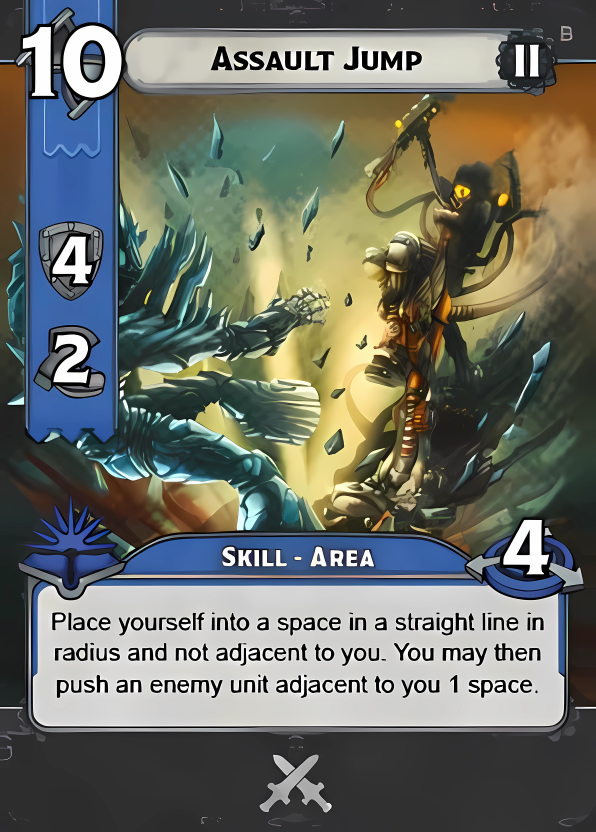 10
ASSAULT JUMP
II
B
4
2
SKILL - AREA
4
Place yourself into a space in a straight line in
radius and not adjacent to you. You may then
push an enemy unit adjacent to you 1 space.